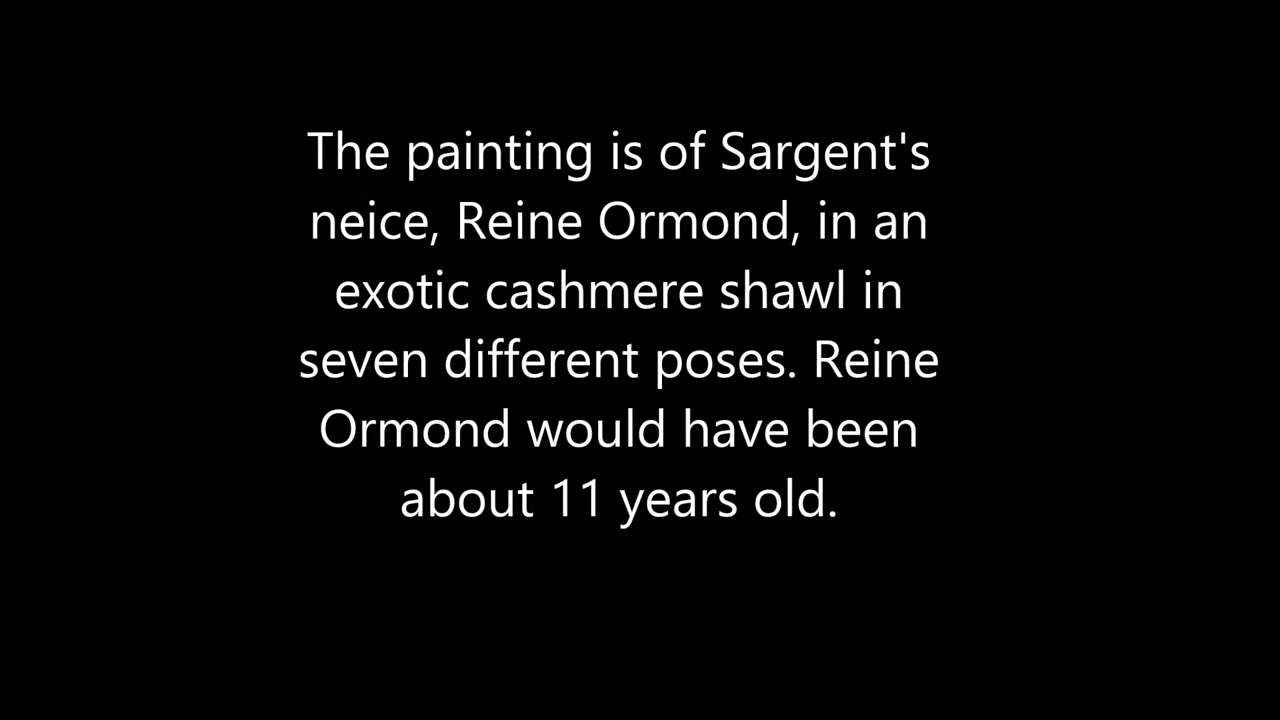 The painting is of Sargent's
neice, Reine Ormond, in an
exotic cashmere shawl in
seven different poses. Reine
Ormond would have been
about 11 years old.